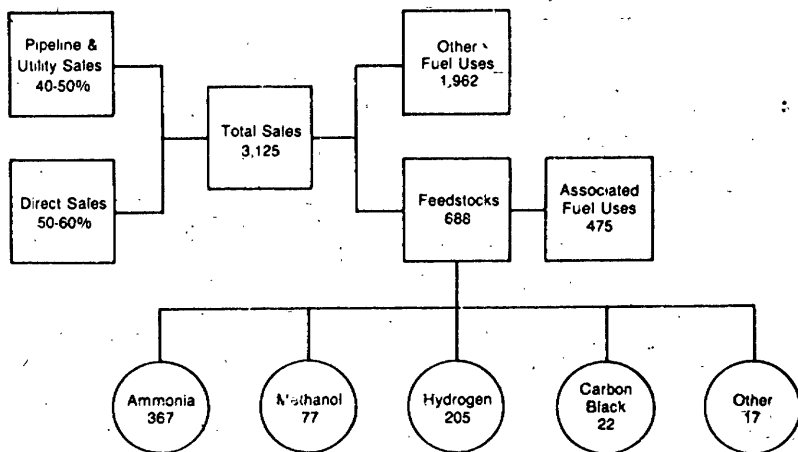 Pipeline &
Utility Sales
40-50%
Other
Fuel Uses
1,962
Total Sales
3,125
Direct Sales
50-60%
Feedstocks
688
Associated
Fuel Uses
475
Ammonia
367
Methanol
77
Hydrogen
205
Carbon
Black
22
Other
17